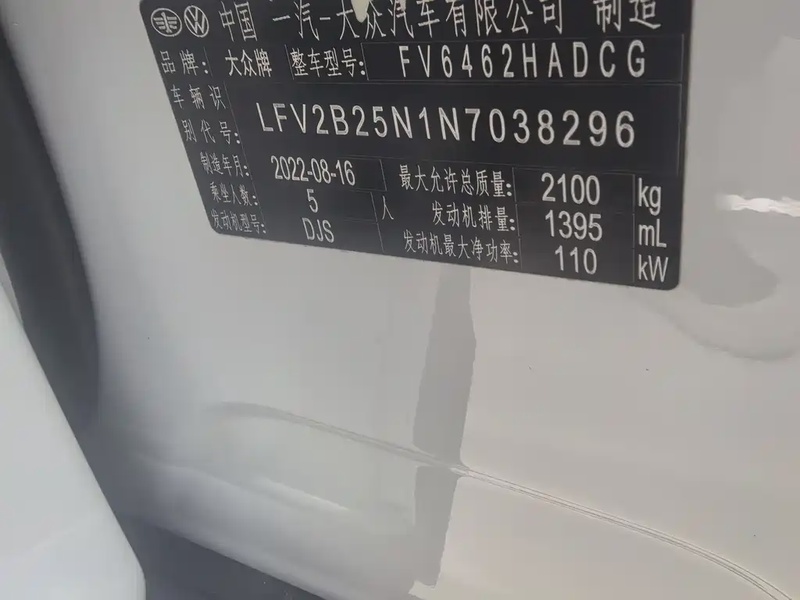 中国 一汽-大众汽车有限公司 制造
品牌: 大众牌 整车型号: FV6462HADCG
车辆识别代号: LFV2B25N1N7038296
制造年月: 2022-08-16 最大允许总质量: 2100 kg
乘坐人数: 5 人 发动机排量: 1395 mL
发动机型号: DJS 发动机最大净功率: 110 kW